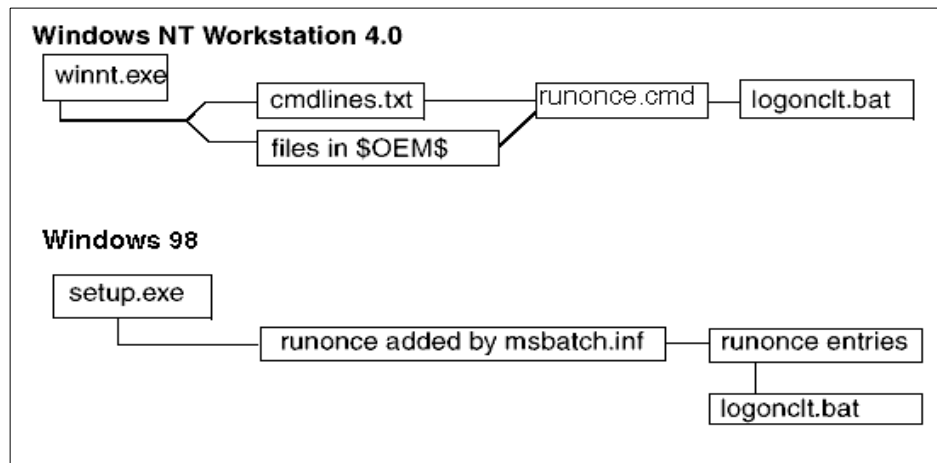 Windows NT Workstation 4.0
winnt.exe
cmdlines.txt
runonce.cmd
logonclt.bat
files in $OEM$
Windows 98
setup.exe
runonce added by msbatch.inf
runonce entries
logonclt.bat